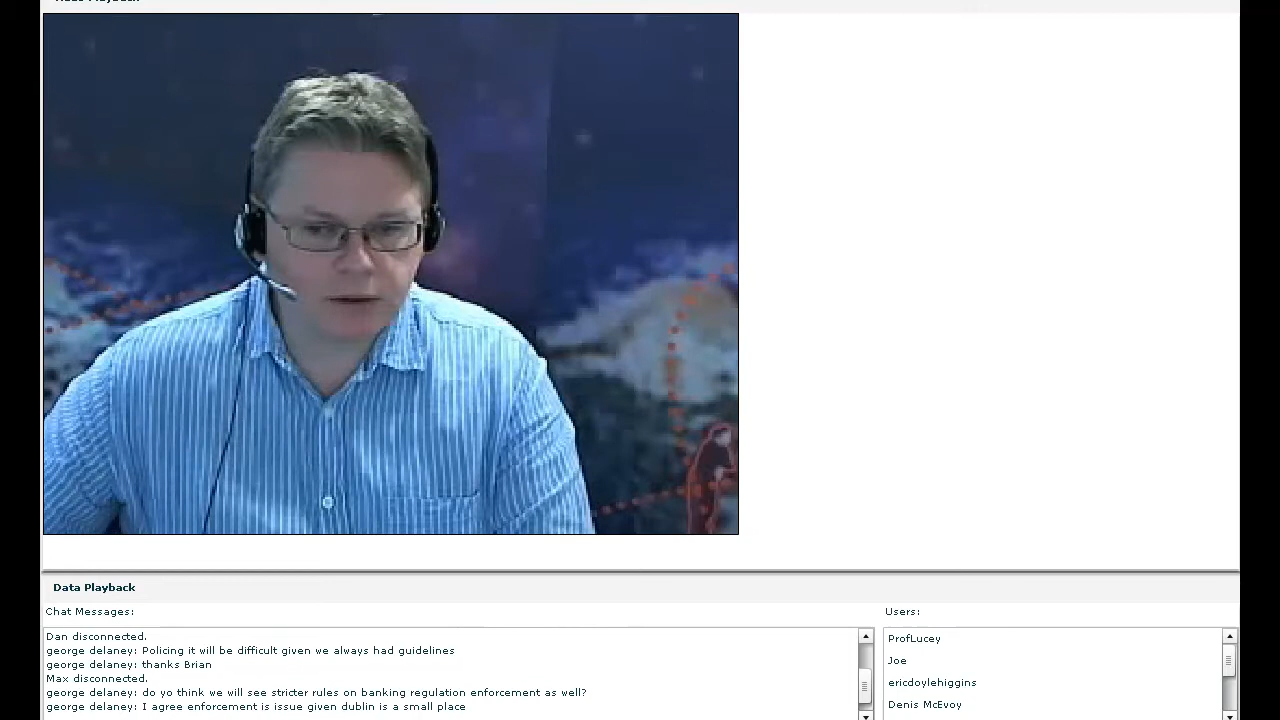 Data Playback
Chat Messages:
Users:
Dan disconnected.
george delaney: Policing it will be difficult given we always had guidelines
george delaney: thanks Brian
Max disconnected.
george delaney: do yo think we will see stricter rules on banking regulation enforcement as well?
george delaney: I agree enforcement is issue given dublin is a small place
ProfLucey
Joe
ericdoylehiggins
Denis McEvoy